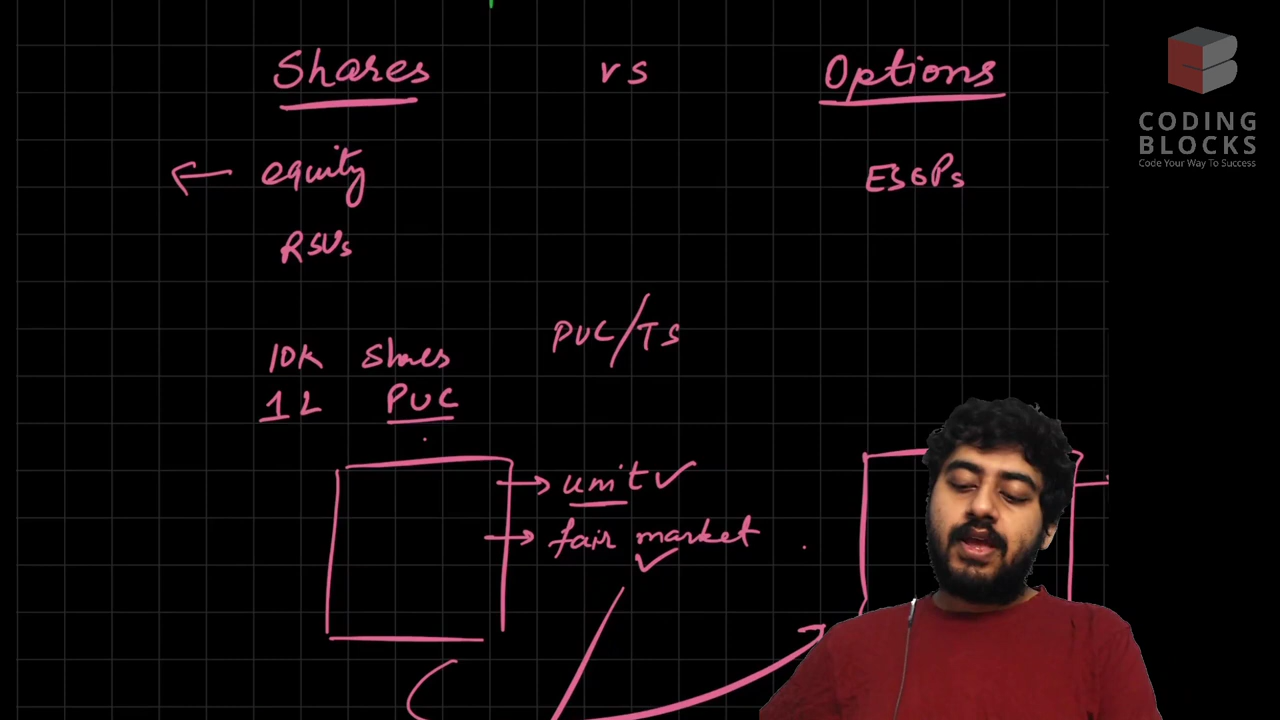 Shares vs Options
← equity ESOPs
RSUs
PUC/TS
10K Shares
1L PUC
→ unit ✓
→ fair market ✓
CODING
BLOCKS
Code Your Way To Success